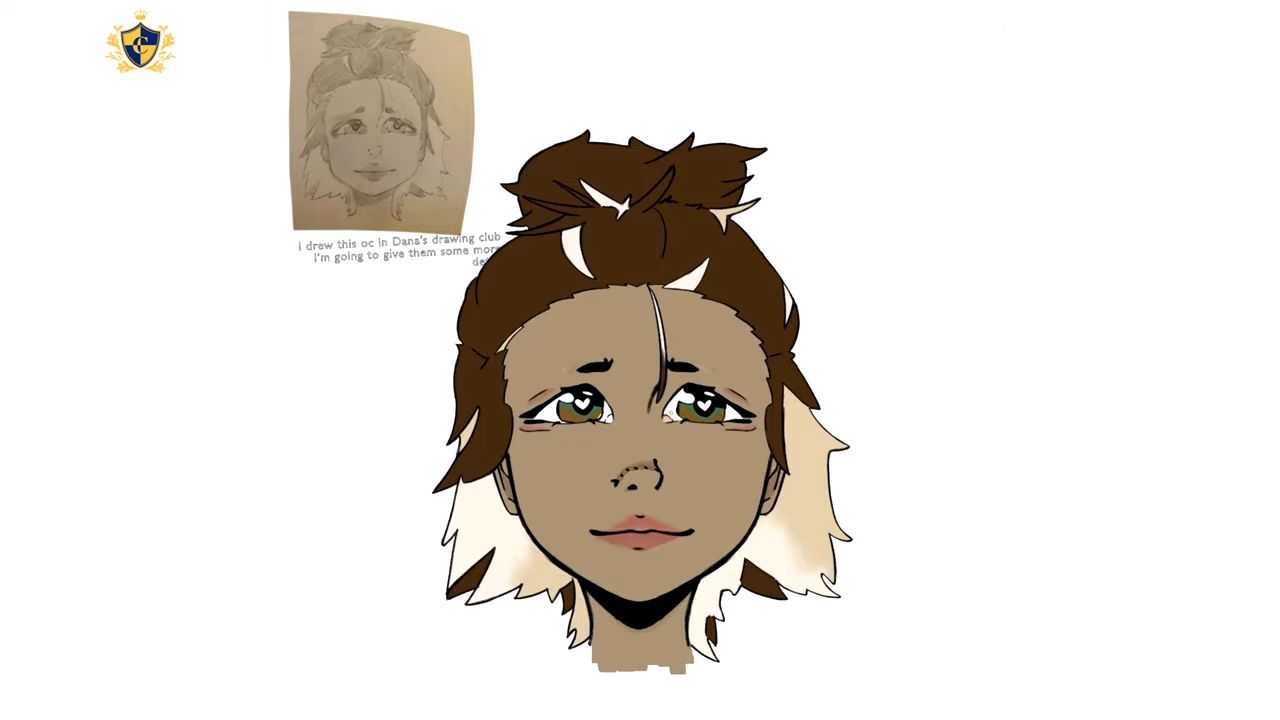 C
I drew this oc in Dana's drawing club
I'm going to give them some more